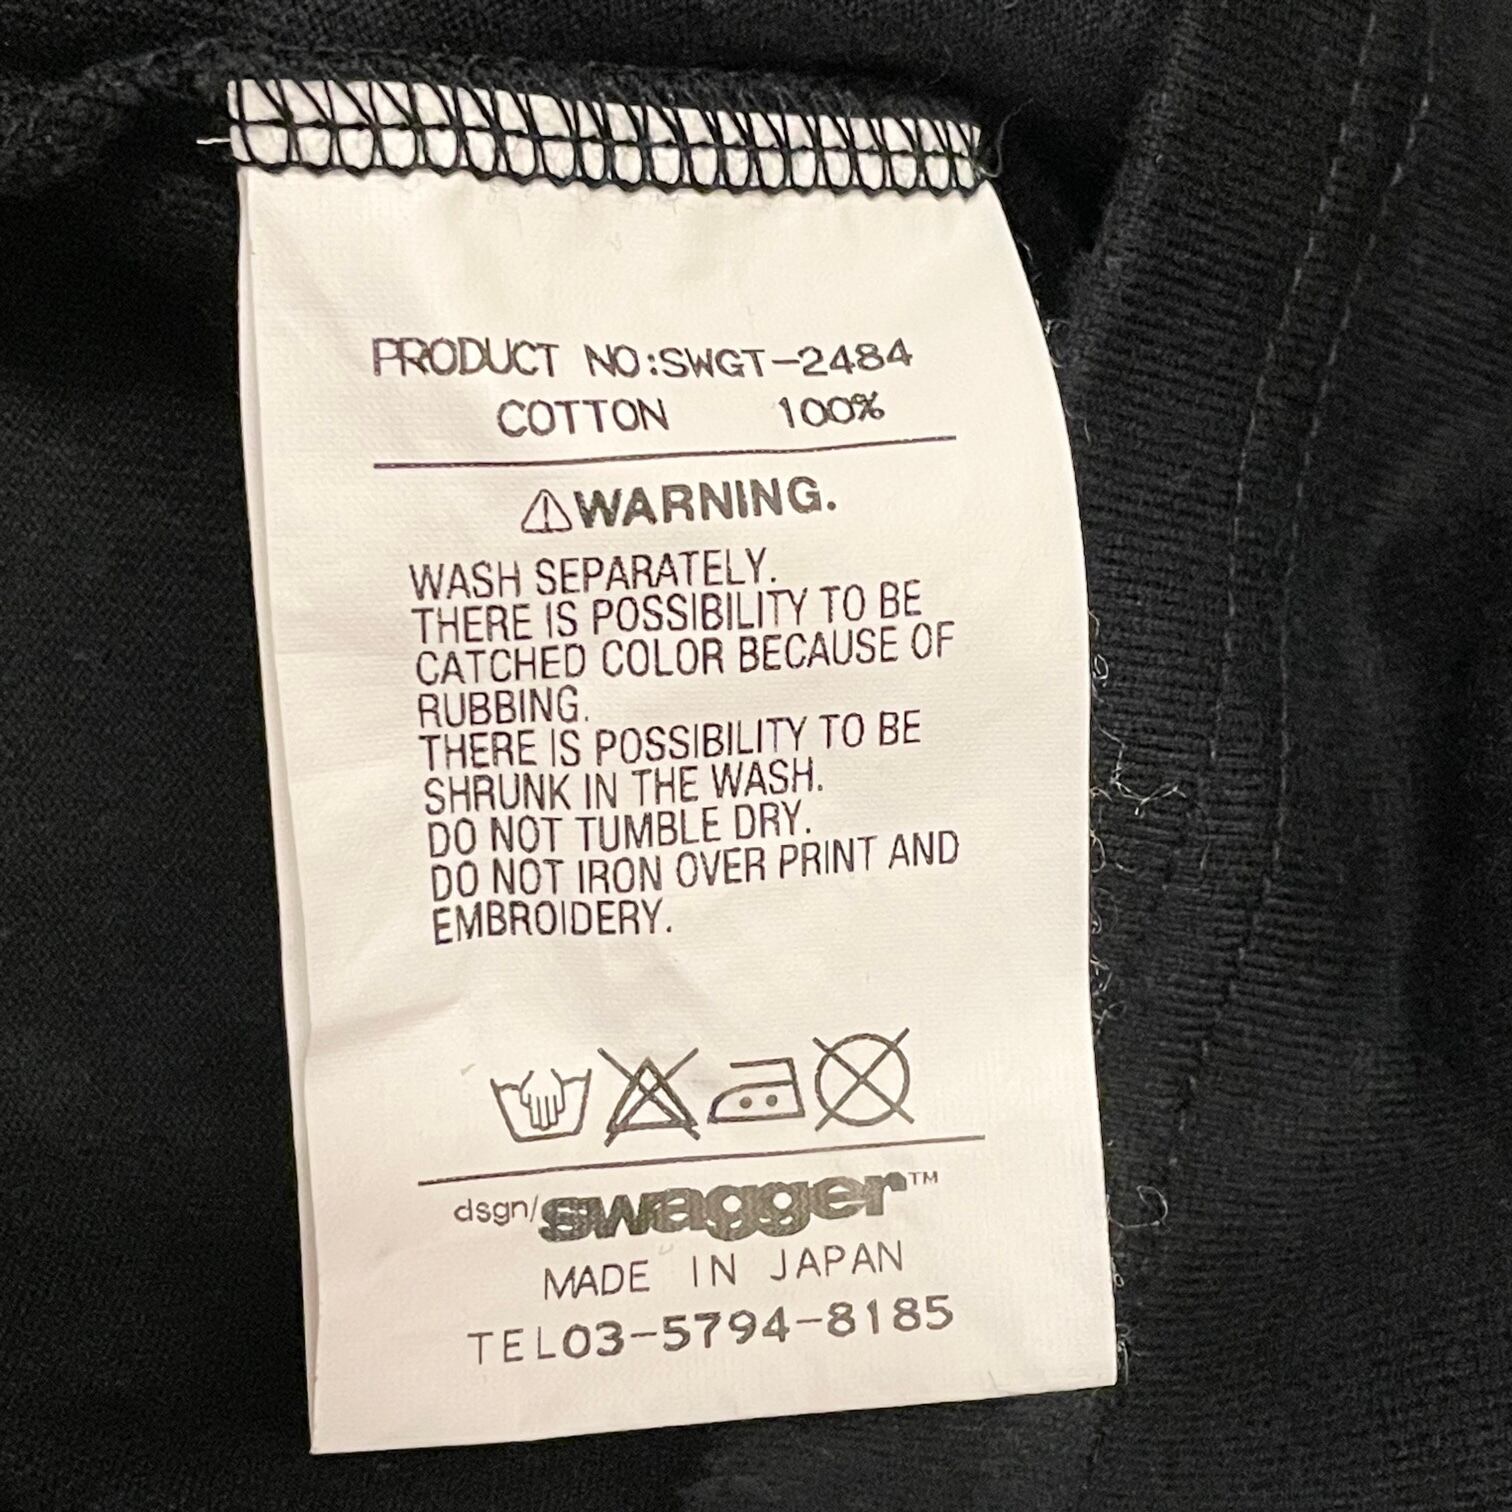 PRODUCT NO:SWGT-2484
COTTON 100%
WARNING.
WASH SEPARATELY.
THERE IS POSSIBILITY TO BE
CATCHED COLOR BECAUSE OF
RUBBING.
THERE IS POSSIBILITY TO BE
SHRUNK IN THE WASH.
DO NOT TUMBLE DRY.
DO NOT IRON OVER PRINT AND
EMBROIDERY.
dsgn/swagger™
MADE IN JAPAN
TEL03-5794-8185